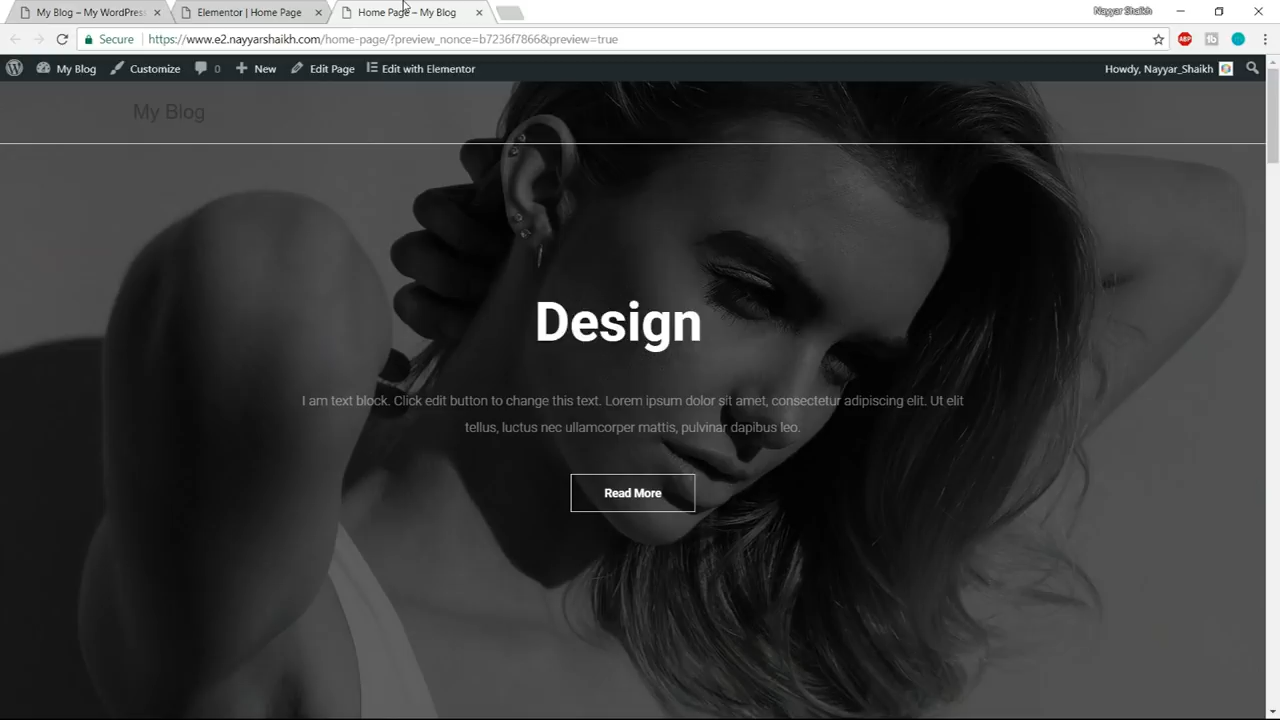 My Blog – My WordPress
Elementor | Home Page
Home Page – My Blog
Nayyar Shaikh
Secure
https://www.e2.nayyarshaikh.com/home-page/?preview_nonce=b7236f7866&preview=true
ABP
My Blog
Customize
0
New
Edit Page
Edit with Elementor
Howdy, Nayyar_Shaikh
My Blog
Design
I am text block. Click edit button to change this text. Lorem ipsum dolor sit amet, consectetur adipiscing elit. Ut elit
tellus, luctus nec ullamcorper mattis, pulvinar dapibus leo.
Read More